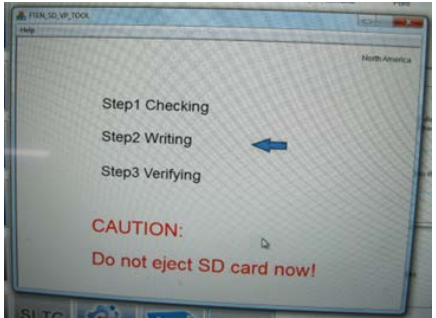 FTEN_SD_VP_TOOL
Help
North America
Step1 Checking
Step2 Writing
Step3 Verifying
CAUTION:
Do not eject SD card now!